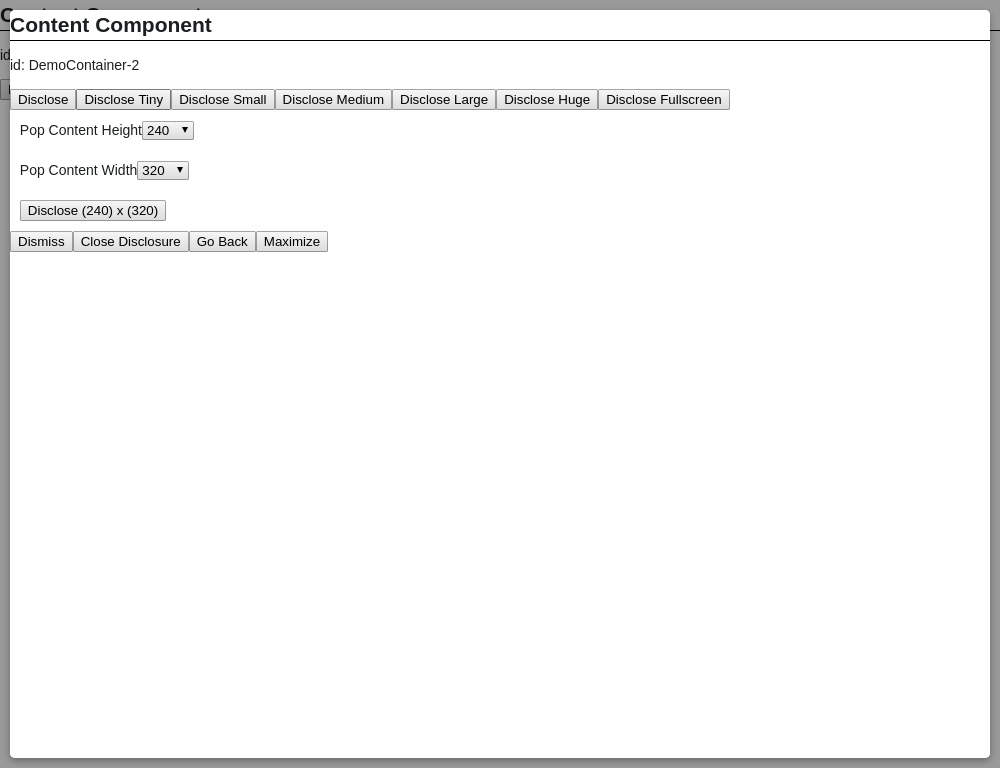 Content Component
id: DemoContainer-2
Disclose Disclose Tiny Disclose Small Disclose Medium Disclose Large Disclose Huge Disclose Fullscreen
Pop Content Height 240
Pop Content Width 320
Disclose (240) x (320)
Dismiss Close Disclosure Go Back Maximize